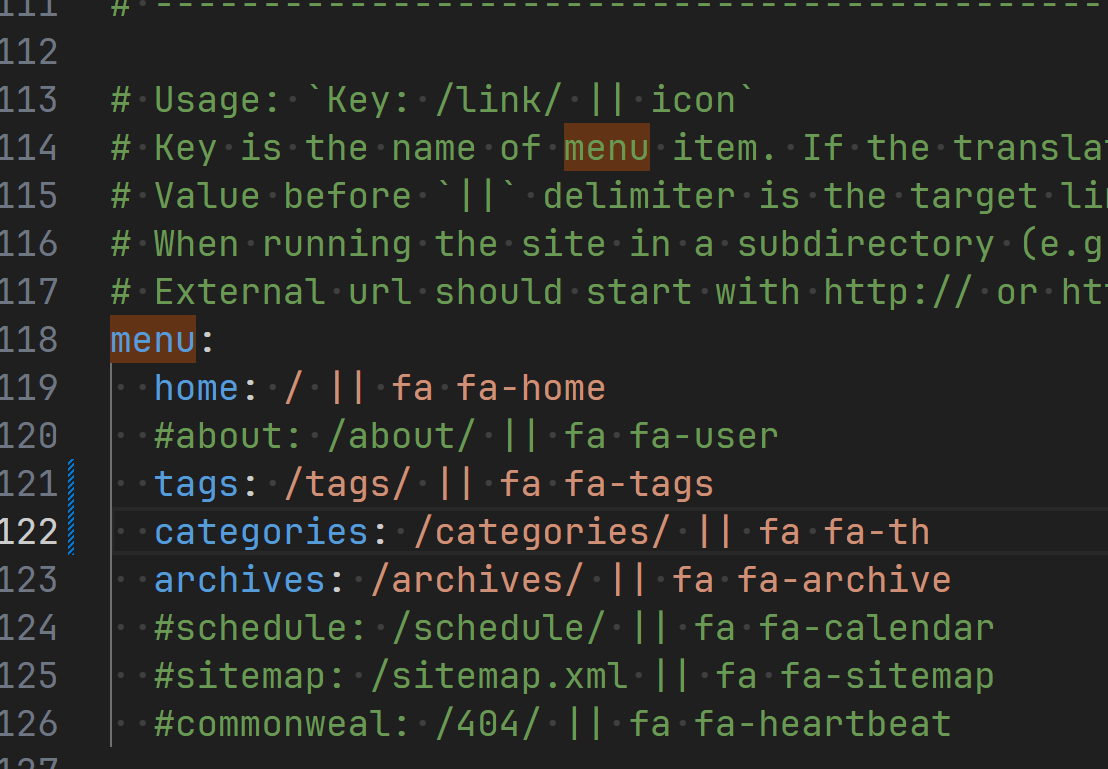 111 # -------------------------------------------
112
113 # Usage: `Key: /link/ || icon`
114 # Key is the name of menu item. If the
115 # Value before `||` delimiter is the target
116 # When running the site in a subdirectory (e.g
117 # External url should start with http:// or
118 menu:
119   home: / || fa fa-home
120   #about: /about/ || fa fa-user
121   tags: /tags/ || fa fa-tags
122   categories: /categories/ || fa fa-th
123   archives: /archives/ || fa fa-archive
124   #schedule: /schedule/ || fa fa-calendar
125   #sitemap: /sitemap.xml || fa fa-sitemap
126   #commonweal: /404/ || fa fa-heartbeat
127